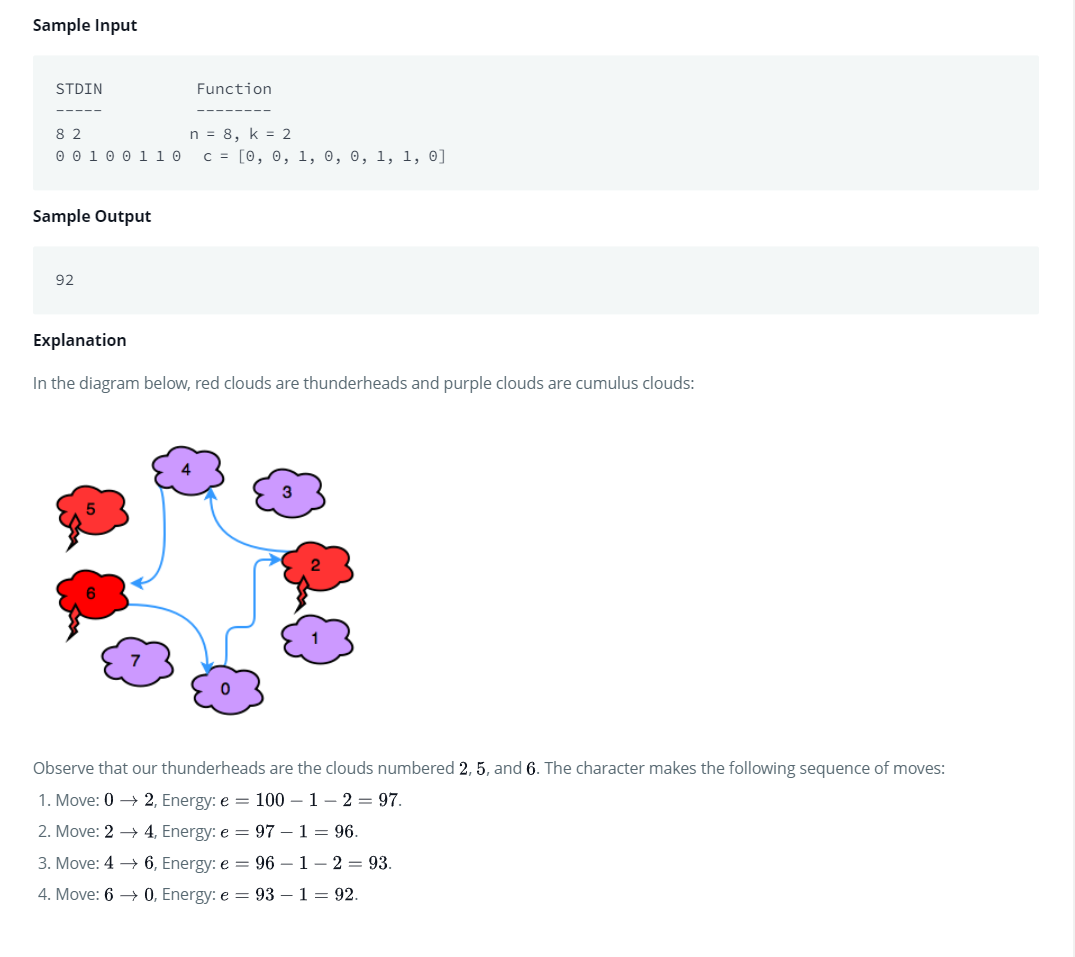 Sample Input
STDIN Function
----- --------
8 2 n = 8, k = 2
0 0 1 0 0 1 1 0 c = [0, 0, 1, 0, 0, 1, 1, 0]
Sample Output
92
Explanation
In the diagram below, red clouds are thunderheads and purple clouds are cumulus clouds:
4
3
5
2
6
1
7
0
Observe that our thunderheads are the clouds numbered 2, 5, and 6. The character makes the following sequence of moves:
1. Move: 0 → 2, Energy: e = 100 − 1 − 2 = 97.
2. Move: 2 → 4, Energy: e = 97 − 1 = 96.
3. Move: 4 → 6, Energy: e = 96 − 1 − 2 = 93.
4. Move: 6 → 0, Energy: e = 93 − 1 = 92.